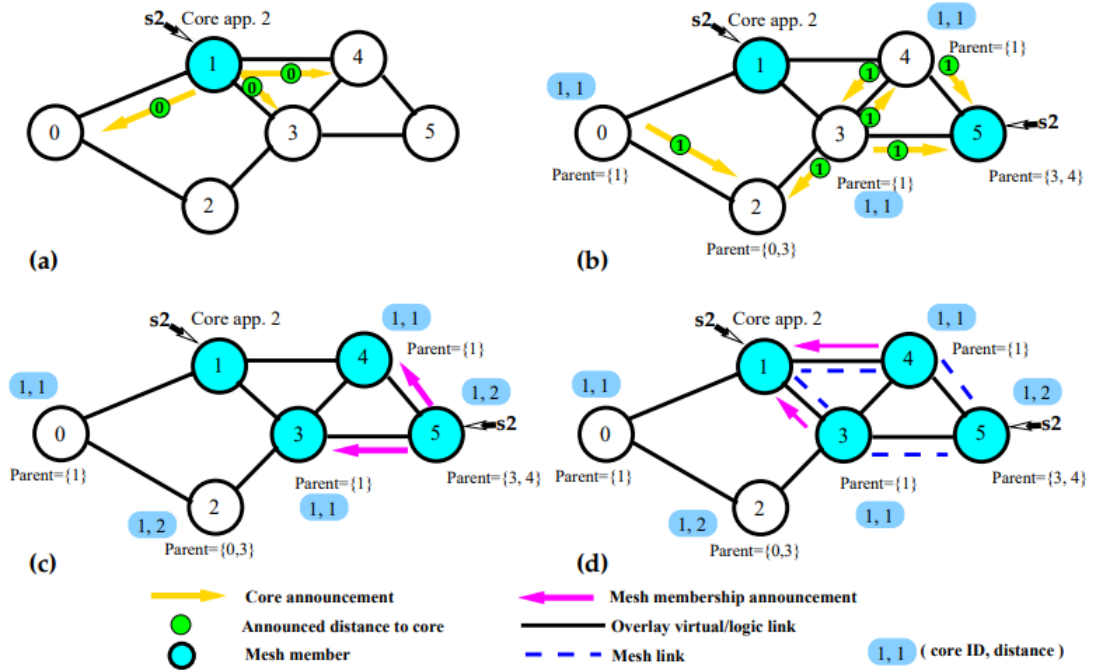 s2 Core app. 2
1
4
0
0
0
0
3
5
2
(a)
s2 Core app. 2
1, 1
1
4
Parent={1}
1
1
1, 1
0
3
1
5
s2
1
1
1
Parent={1}
Parent={1}
Parent={3, 4}
2
1, 1
Parent={0,3}
(b)
s2 Core app. 2
1, 1
1
4
Parent={1}
1, 1
1, 2
0
3
5
s2
Parent={1}
Parent={1}
Parent={3, 4}
2
1, 1
1, 2
Parent={0,3}
(c)
s2 Core app. 2
1, 1
1
4
Parent={1}
1, 1
1, 2
0
3
5
s2
Parent={1}
Parent={1}
Parent={3, 4}
2
1, 1
1, 2
Parent={0,3}
(d)
Core announcement
Mesh membership announcement
Announced distance to core
Overlay virtual/logic link
Mesh member
Mesh link
1, 1 ( core ID, distance )